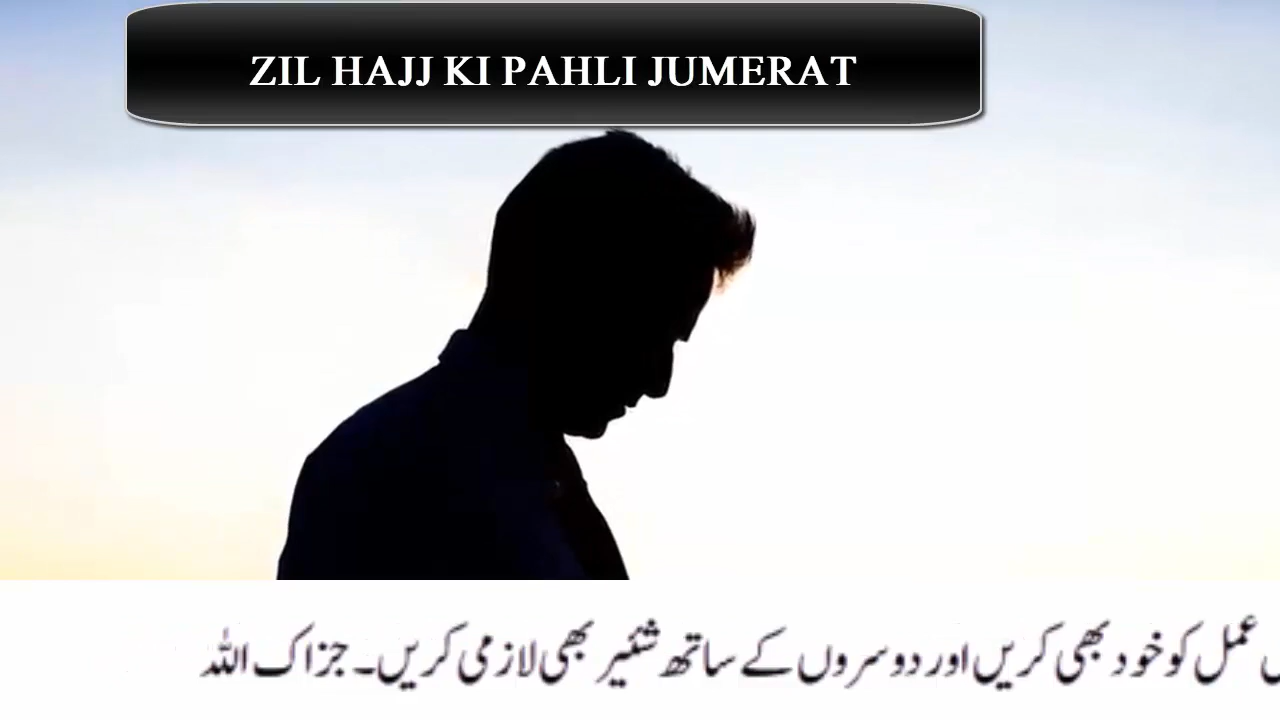 ZIL HAJJ KI PAHLI JUMERAT
عمل کو خود بھی کریں اور دوسروں کے ساتھ شئیر بھی لازمی کریں۔ جزاک اللہ